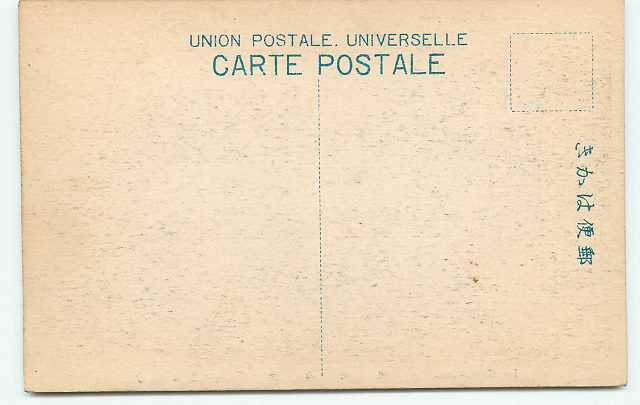 UNION POSTALE. UNIVERSELLE
CARTE POSTALE
きかは便郵